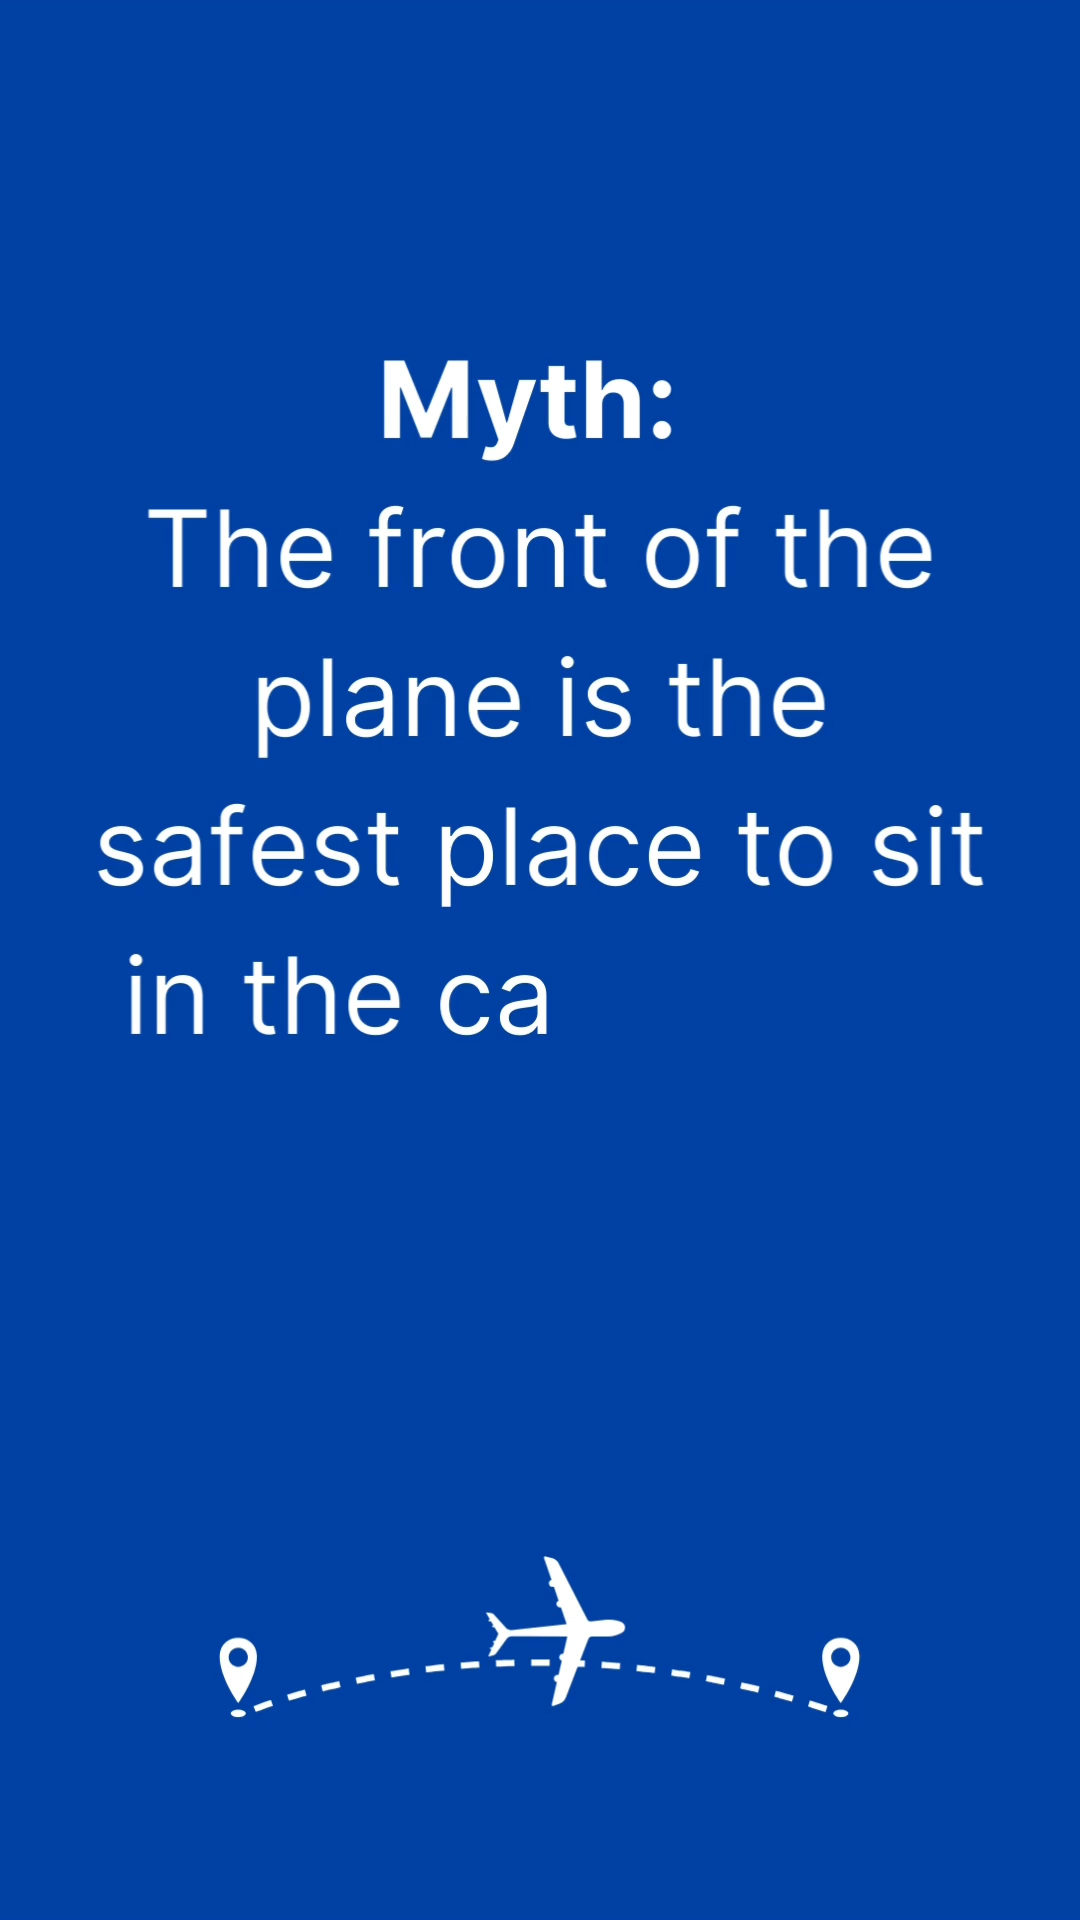 Myth:
The front of the
plane is the
safest place to sit
in the ca